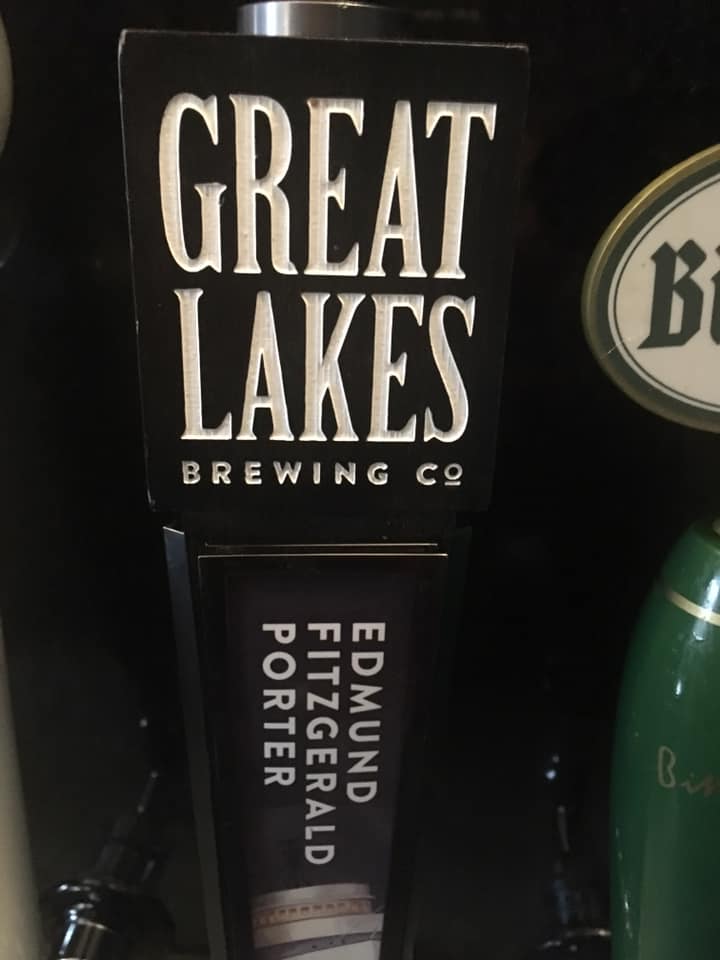 GREAT
LAKES
BREWING Cº
EDMUND
FITZGERALD
PORTER